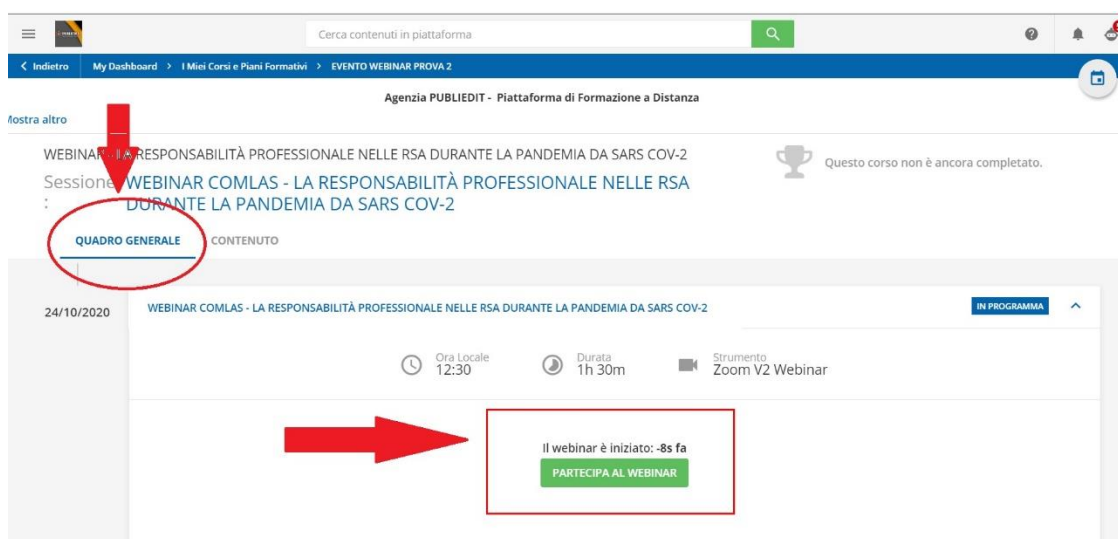 Cerca contenuti in piattaforma
Indietro My Dashboard > I Miei Corsi e Piani Formativi > EVENTO WEBINAR PROVA 2
Agenzia PUBLIEDIT - Piattaforma di Formazione a Distanza
Mostra altro
WEBINAR - LA RESPONSABILITÀ PROFESSIONALE NELLE RSA DURANTE LA PANDEMIA DA SARS COV-2
Questo corso non è ancora completato.
Sessione WEBINAR COMLAS - LA RESPONSABILITÀ PROFESSIONALE NELLE RSA
: DURANTE LA PANDEMIA DA SARS COV-2
QUADRO GENERALE CONTENUTO
24/10/2020 WEBINAR COMLAS - LA RESPONSABILITÀ PROFESSIONALE NELLE RSA DURANTE LA PANDEMIA DA SARS COV-2 IN PROGRAMMA
Ora Locale Durata Strumento
12:30 1h 30m Zoom V2 Webinar
Il webinar è iniziato: -8s fa
PARTECIPA AL WEBINAR